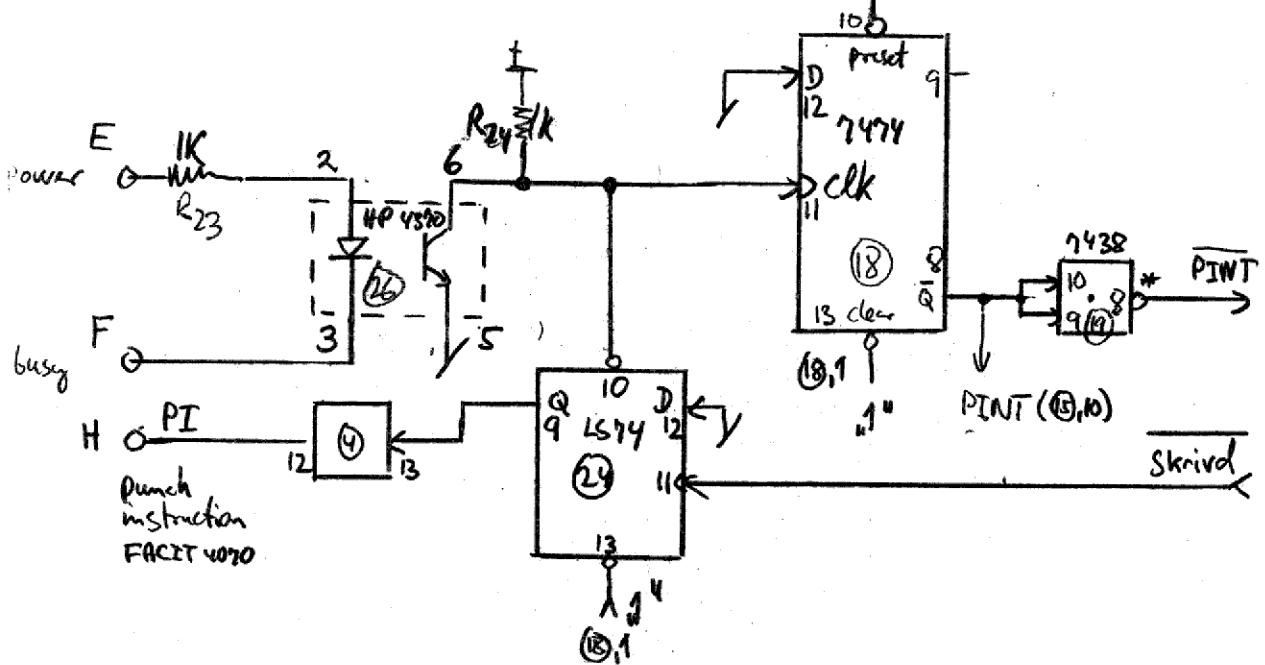 10
preset
D
9
12
7474
clk
11
18
8
Q̅
13 clear
18,1
„1"
t
R24
1k
E
1K
2
6
Power
R23
HP 4370
26
F
3
5
busy
7438
10
9
8
*
19
P̅I̅N̅T̅
PINT (15,10)
H
PI
12
4
13
10
Q
D
9
LS74
12
24
11
S̅k̅r̅i̅v̅d̅
punch
instruction
FACIT 4070
13
„1"
18,1